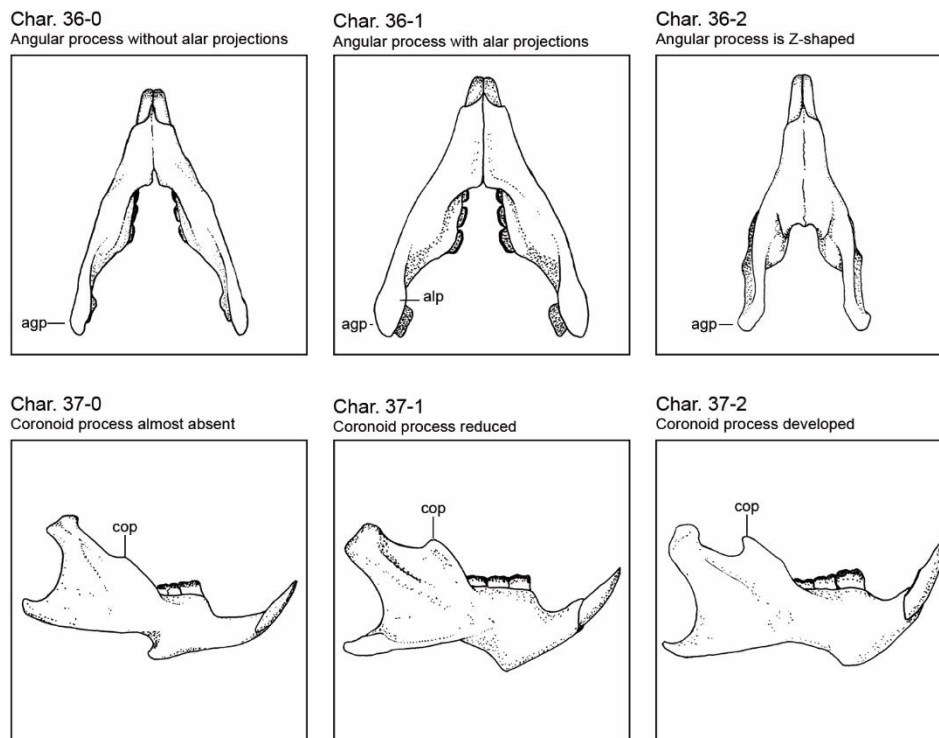 Char. 36-0
Angular process without alar projections
agp
Char. 36-1
Angular process with alar projections
alp
agp
Char. 36-2
Angular process is Z-shaped
agp
Char. 37-0
Coronoid process almost absent
cop
Char. 37-1
Coronoid process reduced
cop
Char. 37-2
Coronoid process developed
cop